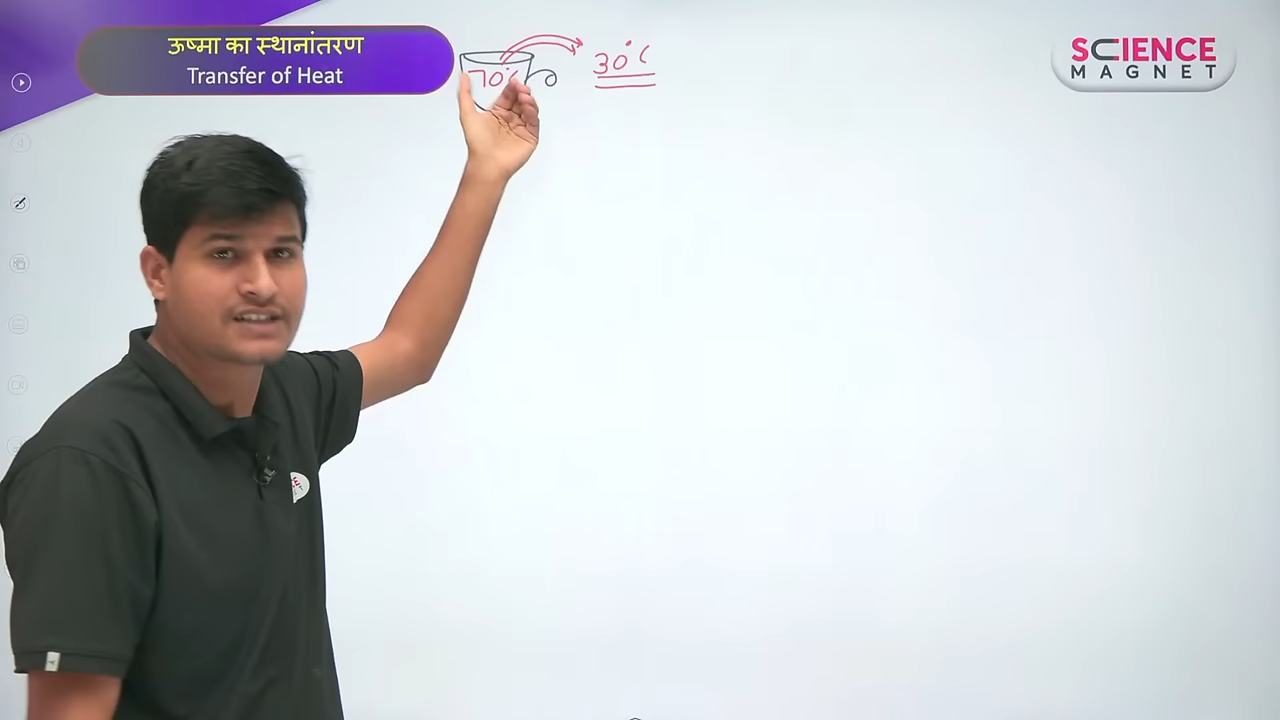 ऊष्मा का स्थानांतरण
Transfer of Heat
70°C
30°C
SCIENCE
MAGNET